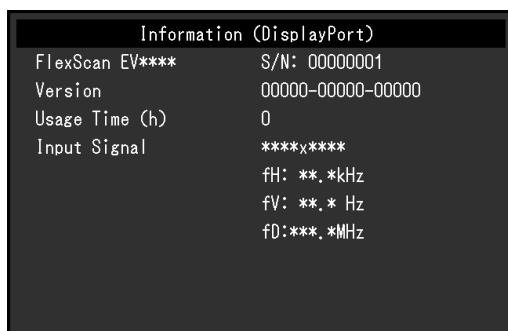 Information (DisplayPort)
FlexScan EV**** S/N: 00000001
Version 00000-00000-00000
Usage Time (h) 0
Input Signal ****x****
fH: **.*kHz
fV: **.* Hz
fD:***.*MHz